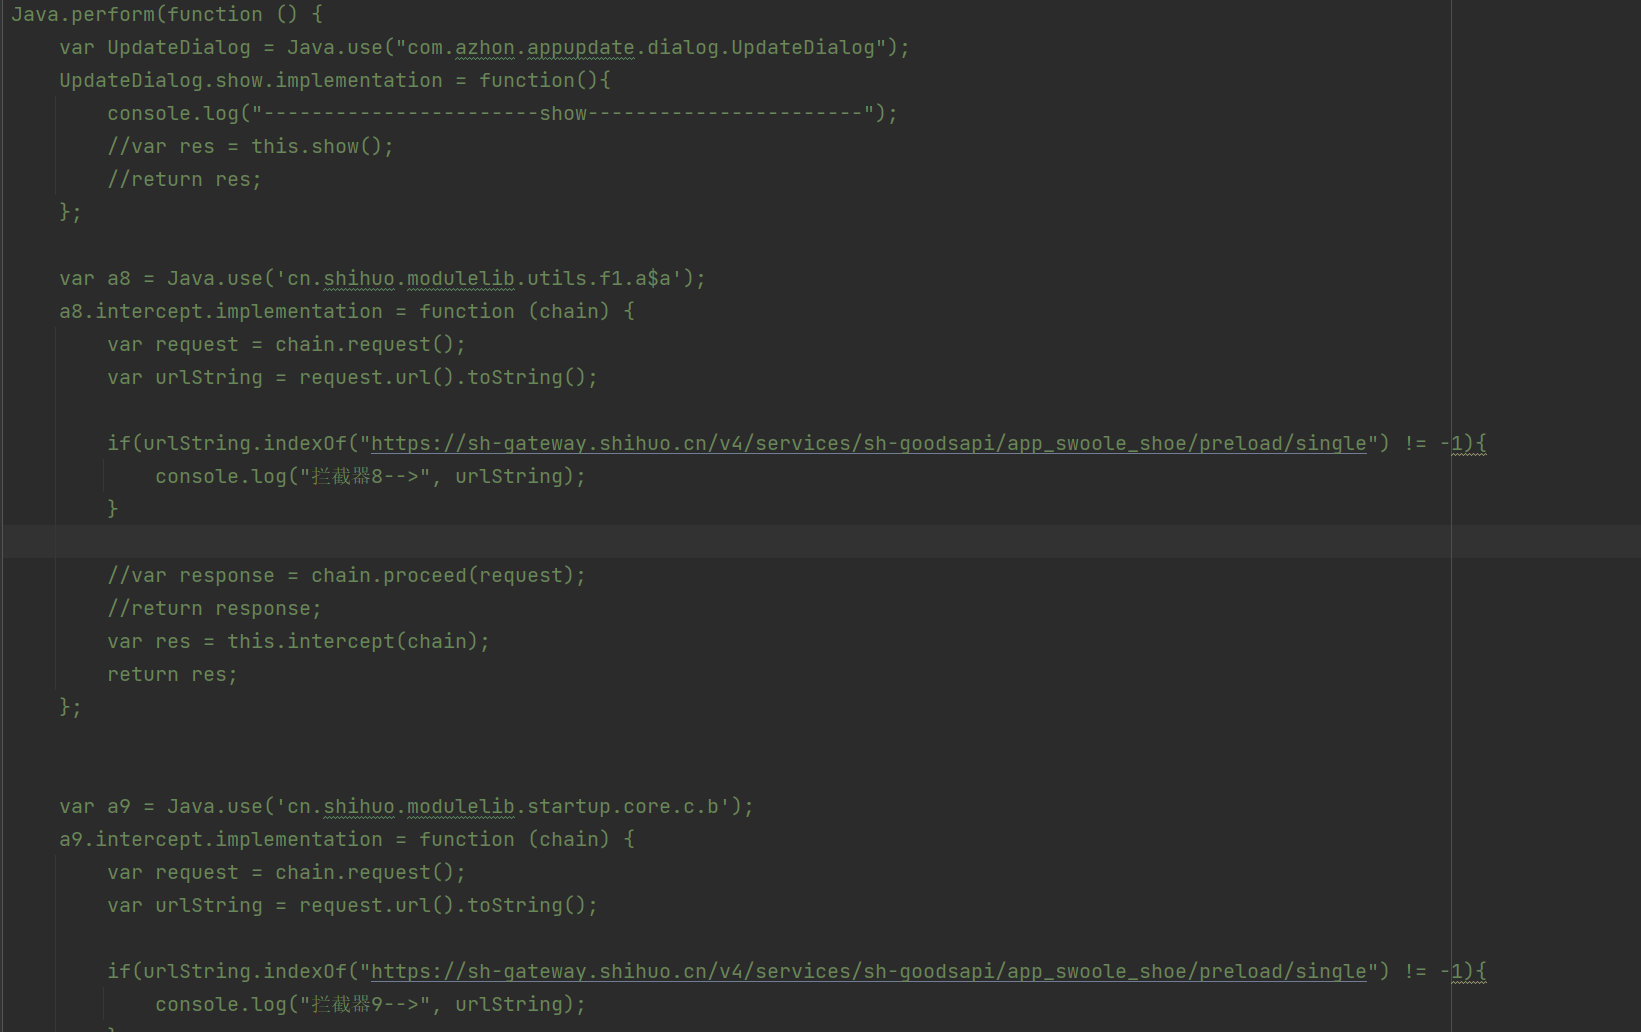 Java.perform(function () {
    var UpdateDialog = Java.use("com.azhon.appupdate.dialog.UpdateDialog");
    UpdateDialog.show.implementation = function(){
        console.log("-----------------------show-----------------------");
        //var res = this.show();
        //return res;
    };
    var a8 = Java.use('cn.shihuo.modulelib.utils.f1.a$a');
    a8.intercept.implementation = function (chain) {
        var request = chain.request();
        var urlString = request.url().toString();
        if(urlString.indexOf("https://sh-gateway.shihuo.cn/v4/services/sh-goodsapi/app_swoole_shoe/preload/single") != -1){
            console.log("拦截器8-->", urlString);
        }
        //var response = chain.proceed(request);
        //return response;
        var res = this.intercept(chain);
        return res;
    };
    var a9 = Java.use('cn.shihuo.modulelib.startup.core.c.b');
    a9.intercept.implementation = function (chain) {
        var request = chain.request();
        var urlString = request.url().toString();
        if(urlString.indexOf("https://sh-gateway.shihuo.cn/v4/services/sh-goodsapi/app_swoole_shoe/preload/single") != -1){
            console.log("拦截器9-->", urlString);
        }